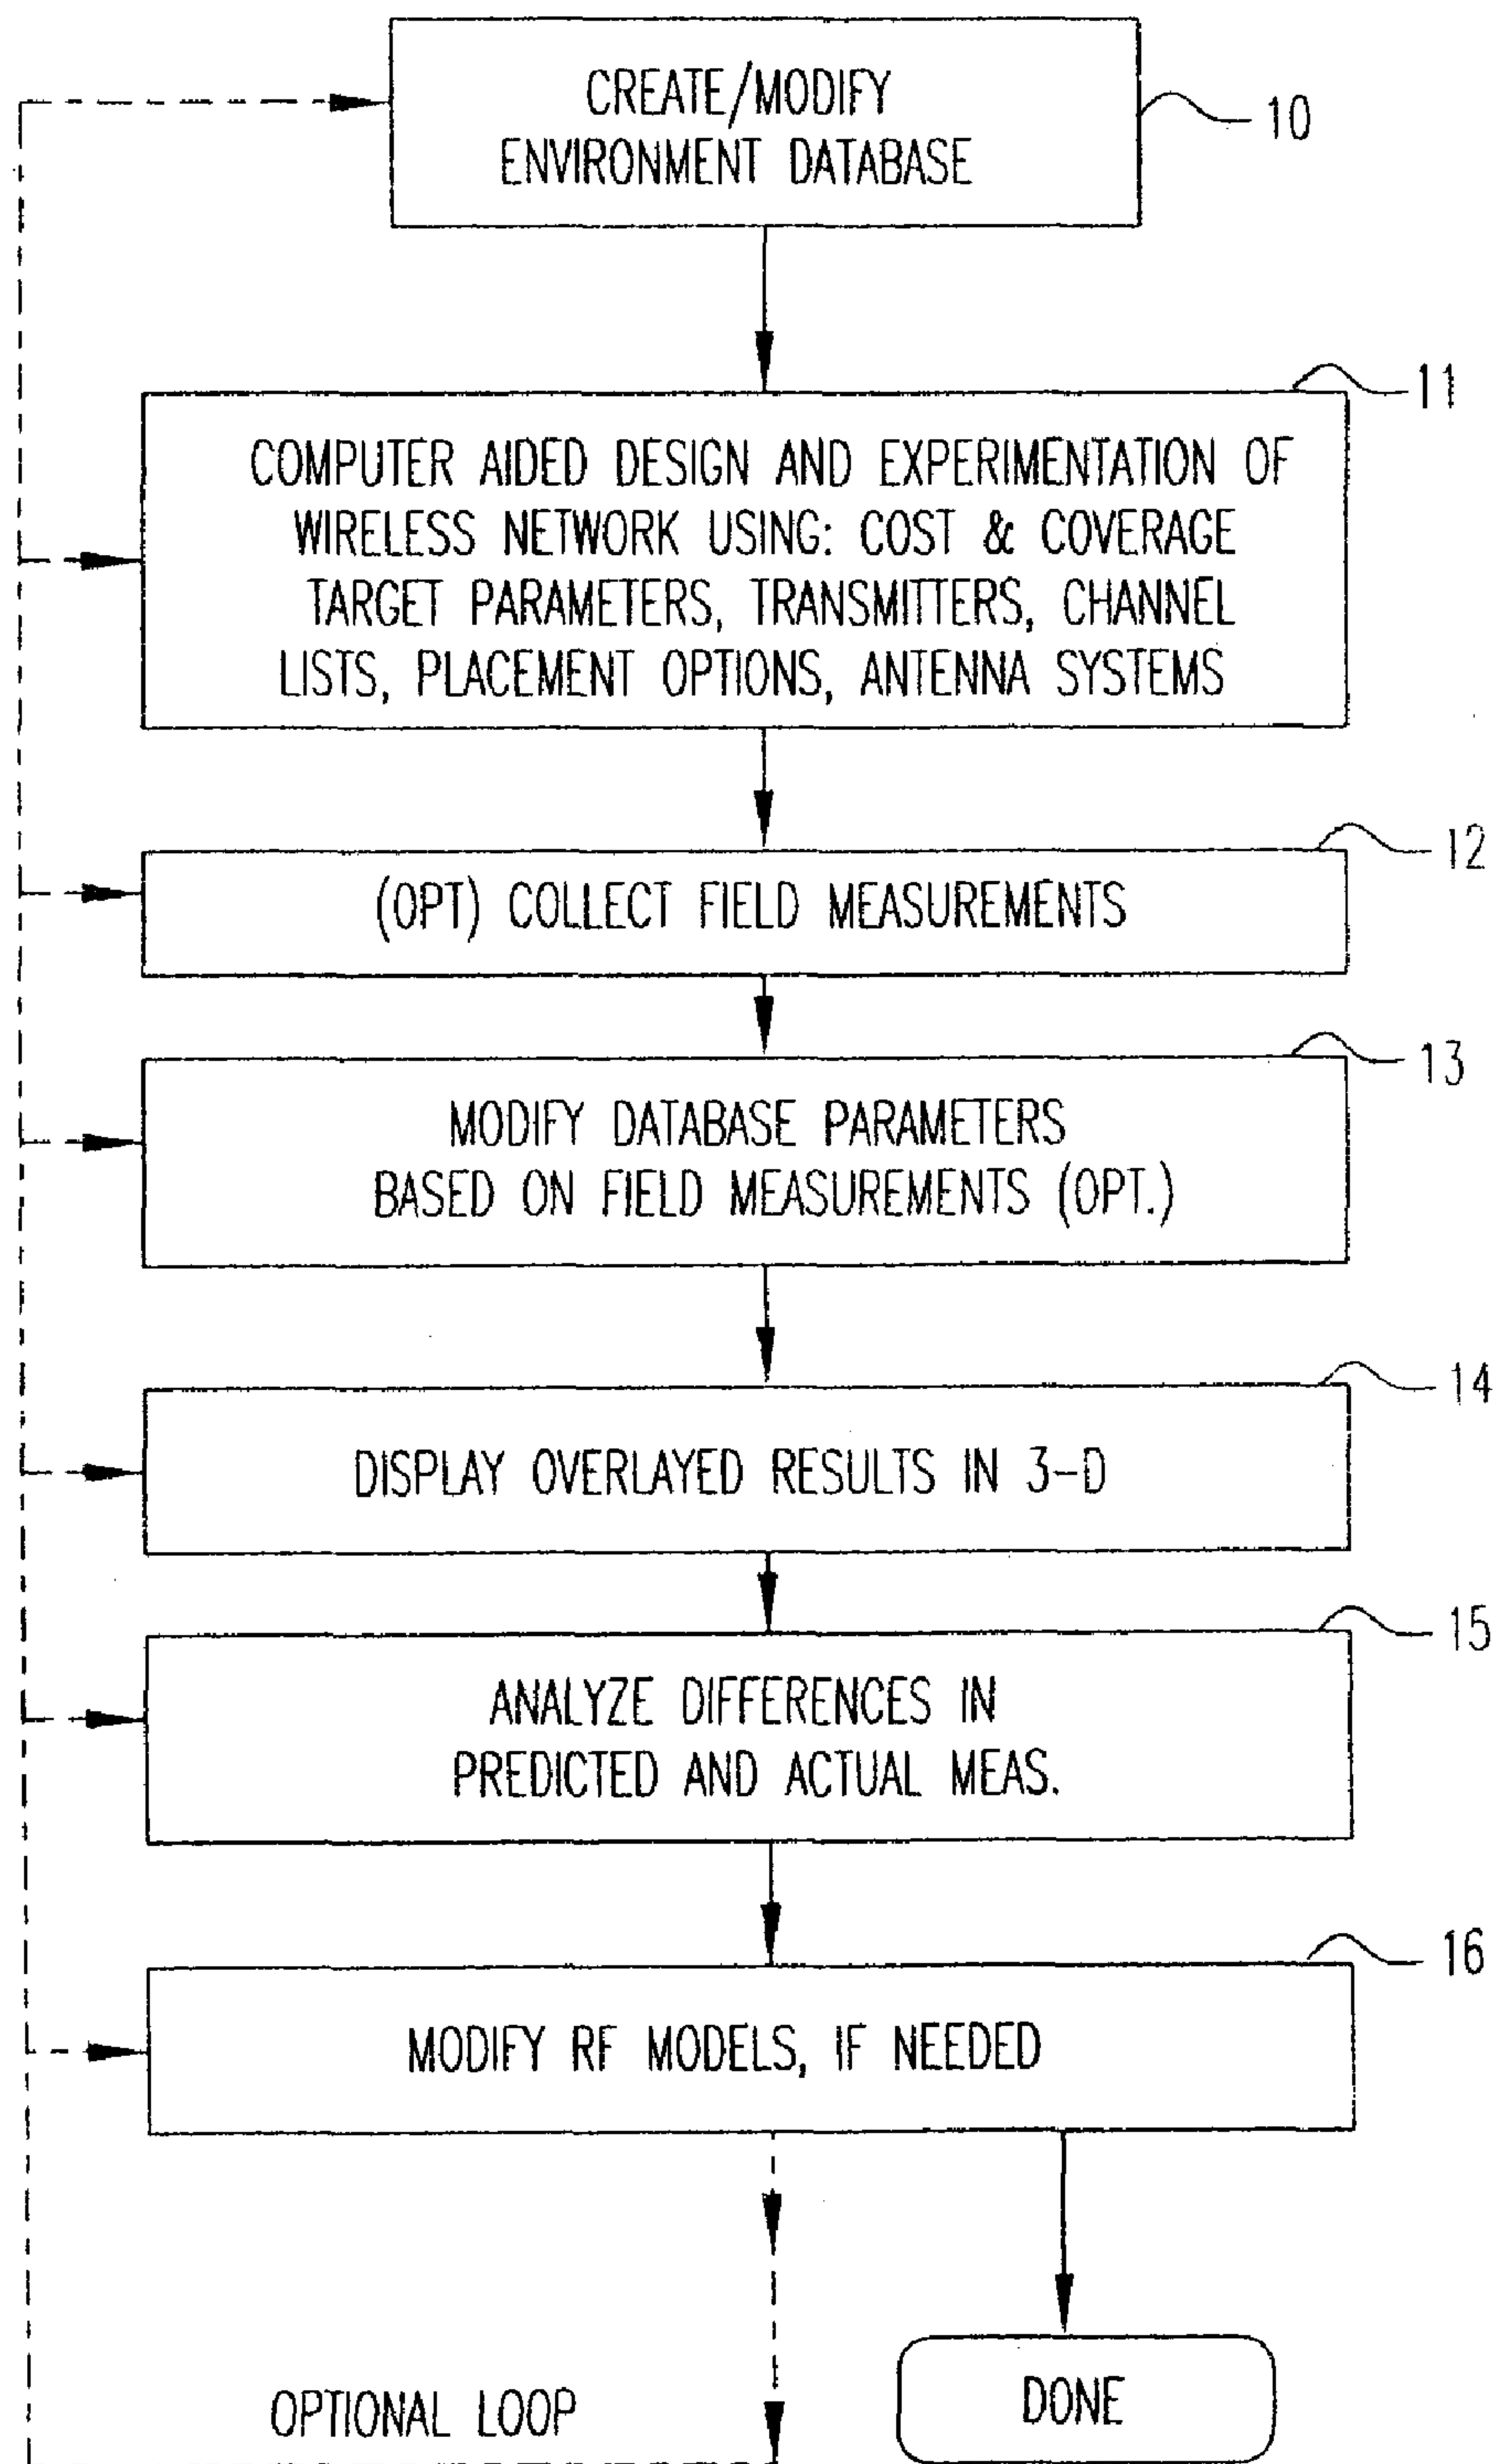 CREATE/MODIFY
ENVIRONMENT DATABASE
10
11
COMPUTER AIDED DESIGN AND EXPERIMENTATION OF
WIRELESS NETWORK USING: COST & COVERAGE
TARGET PARAMETERS, TRANSMITTERS, CHANNEL
LISTS, PLACEMENT OPTIONS, ANTENNA SYSTEMS
12
(OPT) COLLECT FIELD MEASUREMENTS
13
MODIFY DATABASE PARAMETERS
BASED ON FIELD MEASUREMENTS (OPT.)
14
DISPLAY OVERLAYED RESULTS IN 3-D
15
ANALYZE DIFFERENCES IN
PREDICTED AND ACTUAL MEAS.
16
MODIFY RF MODELS, IF NEEDED
OPTIONAL LOOP
DONE